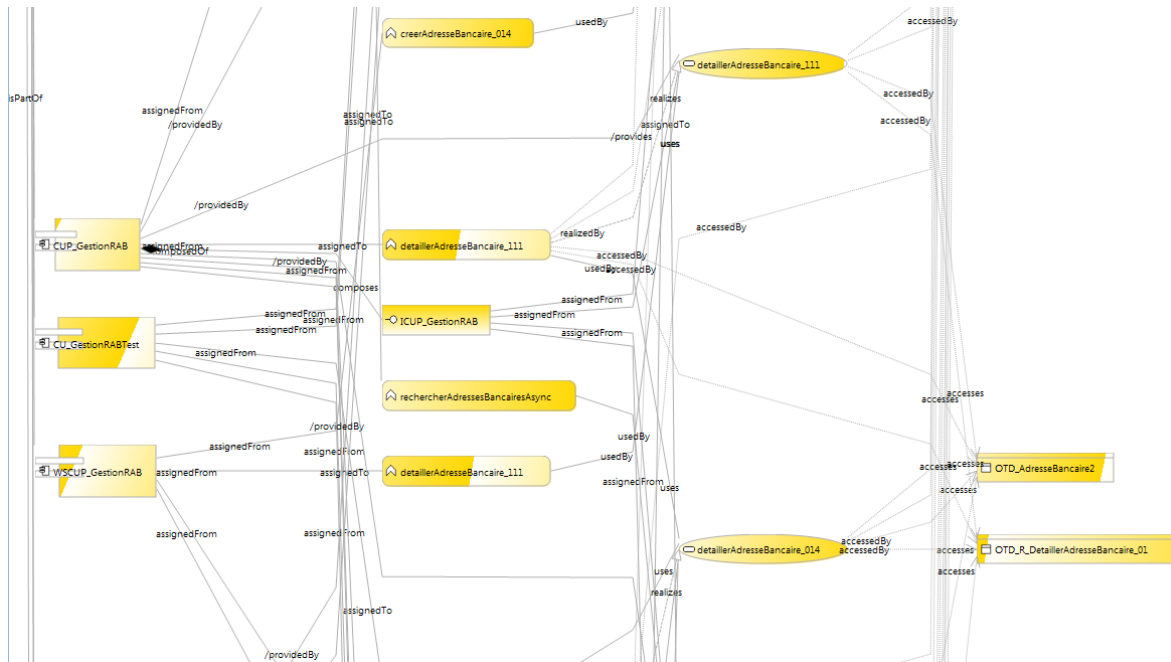 creerAdresseBancaire_014
usedBy
accessedBy
detaillerAdresseBancaire_111
accessedBy
isPartOf
realizes
assignedFrom
assignedTo
accessedBy
/providedBy
assignedTo
assignedTo
/provides
uses
/providedBy
accessedBy
realizedBy
CUP_GestionRAB
assignedFrom
composedOf
assignedTo
detaillerAdresseBancaire_111
accessedBy
/providedBy
usedBy
accessedBy
assignedFrom
composes
assignedFrom
assignedFrom
assignedFrom
ICUP_GestionRAB
assignedFrom
assignedFrom
assignedFrom
CU_GestionRABTest
assignedFrom
accesses
rechercherAdressesBancairesAsync
accesses
/providedBy
usedBy
assignedFrom
assignedFrom
usedBy
accesses
accesses
WSCUP_GestionRAB
assignedFrom
assignedTo
detaillerAdresseBancaire_111
OTD_AdresseBancaire2
assignedFrom
uses
accesses
assignedFrom
assignedFrom
accessedBy
detaillerAdresseBancaire_014
accessedBy
accesses
OTD_R_DetaillerAdresseBancaire_01
uses
accesses
realizes
assignedTo
/providedBy